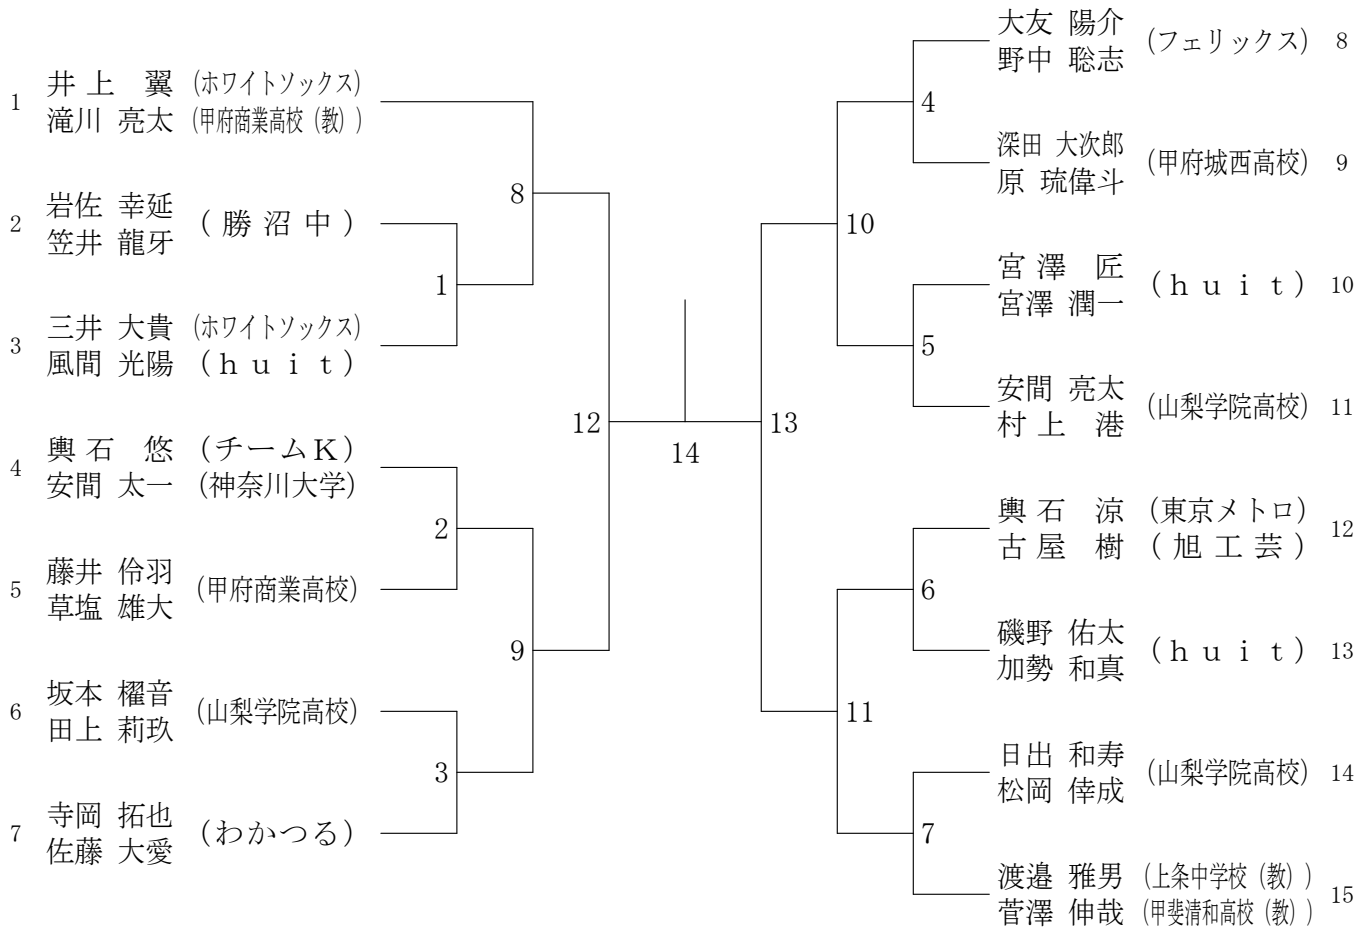 1 井上 翼 (ホワイトソックス)
滝川 亮太 (甲府商業高校（教）)
2 岩佐 幸延 (勝沼中)
笠井 龍牙
3 三井 大貴 (ホワイトソックス)
風間 光陽 (ｈｕｉｔ)
4 輿石 悠 (チームＫ)
安間 太一 (神奈川大学)
5 藤井 伶羽 (甲府商業高校)
草塩 雄大
6 坂本 櫂音 (山梨学院高校)
田上 莉玖
7 寺岡 拓也 (わかつる)
佐藤 大愛
8
1
2
9
3
12
14
13
大友 陽介 (フェリックス) 8
野中 聡志
深田 大次郎 (甲府城西高校) 9
原 琉偉斗
宮澤 匠 (ｈｕｉｔ) 10
宮澤 潤一
安間 亮太 (山梨学院高校) 11
村上 港
輿石 涼 (東京メトロ) 12
古屋 樹 (旭工芸)
磯野 佑太 (ｈｕｉｔ) 13
加勢 和真
日出 和寿 (山梨学院高校) 14
松岡 倖成
渡邉 雅男 (上条中学校（教）) 15
菅澤 伸哉 (甲斐清和高校（教）)
4
10
5
6
11
7